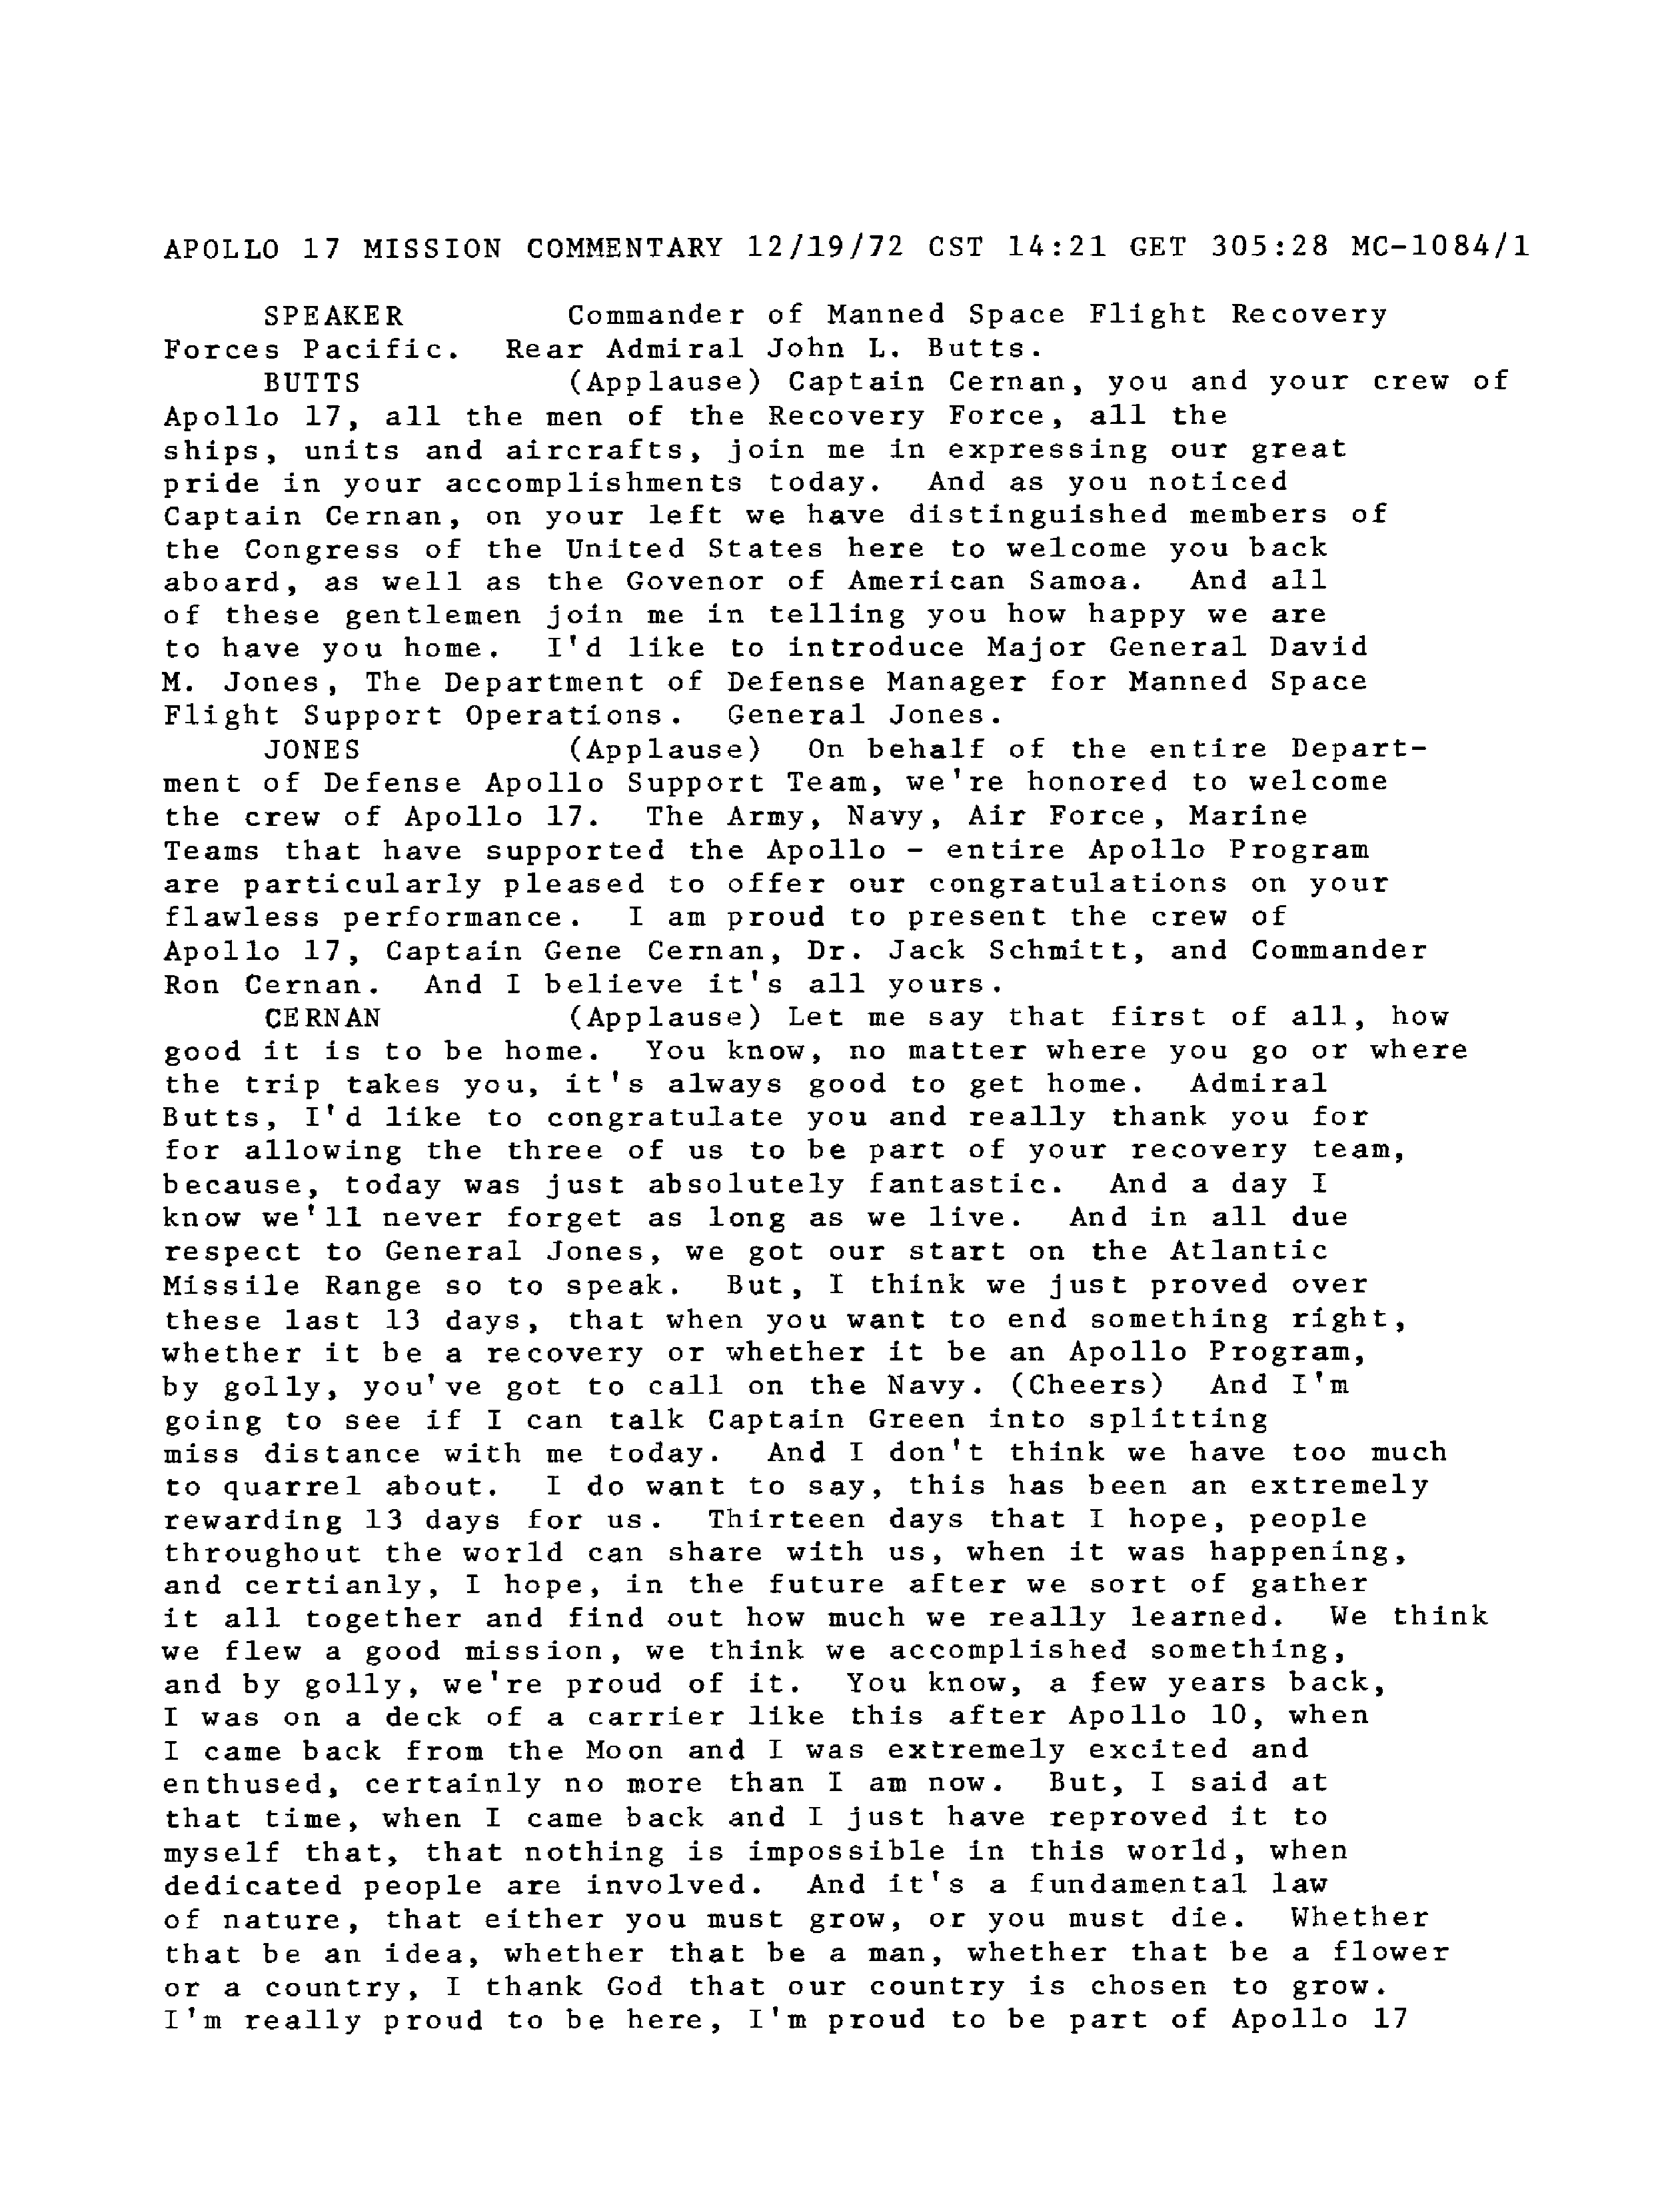 APOLLO 17 MISSION COMMENTARY 12/19/72 CST 14:21 GET 305:28 MC-1084/1
SPEAKER Commander of Manned Space Flight Recovery
Forces Pacific. Rear Admiral John L. Butts.
BUTTS (Applause) Captain Cernan, you and your crew of
Apollo 17, all the men of the Recovery Force, all the
ships, units and aircrafts, join me in expressing our great
pride in your accomplishments today. And as you noticed
Captain Cernan, on your left we have distinguished members of
the Congress of the United States here to welcome you back
aboard, as well as the Govenor of American Samoa. And all
of these gentlemen join me in telling you how happy we are
to have you home. I'd like to introduce Major General David
M. Jones, The Department of Defense Manager for Manned Space
Flight Support Operations. General Jones.
JONES (Applause) On behalf of the entire Depart-
ment of Defense Apollo Support Team, we're honored to welcome
the crew of Apollo 17. The Army, Navy, Air Force, Marine
Teams that have supported the Apollo - entire Apollo Program
are particularly pleased to offer our congratulations on your
flawless performance. I am proud to present the crew of
Apollo 17, Captain Gene Cernan, Dr. Jack Schmitt, and Commander
Ron Cernan. And I believe it's all yours.
CERNAN (Applause) Let me say that first of all, how
good it is to be home. You know, no matter where you go or where
the trip takes you, it's always good to get home. Admiral
Butts, I'd like to congratulate you and really thank you for
for allowing the three of us to be part of your recovery team,
because, today was just absolutely fantastic. And a day I
know we'll never forget as long as we live. And in all due
respect to General Jones, we got our start on the Atlantic
Missile Range so to speak. But, I think we just proved over
these last 13 days, that when you want to end something right,
whether it be a recovery or whether it be an Apollo Program,
by golly, you've got to call on the Navy. (Cheers) And I'm
going to see if I can talk Captain Green into splitting
miss distance with me today. And I don't think we have too much
to quarrel about. I do want to say, this has been an extremely
rewarding 13 days for us. Thirteen days that I hope, people
throughout the world can share with us, when it was happening,
and certianly, I hope, in the future after we sort of gather
it all together and find out how much we really learned. We think
we flew a good mission, we think we accomplished something,
and by golly, we're proud of it. You know, a few years back,
I was on a deck of a carrier like this after Apollo 10, when
I came back from the Moon and I was extremely excited and
enthused, certainly no more than I am now. But, I said at
that time, when I came back and I just have reproved it to
myself that, that nothing is impossible in this world, when
dedicated people are involved. And it's a fundamental law
of nature, that either you must grow, or you must die. Whether
that be an idea, whether that be a man, whether that be a flower
or a country, I thank God that our country is chosen to grow.
I'm really proud to be here, I'm proud to be part of Apollo 17